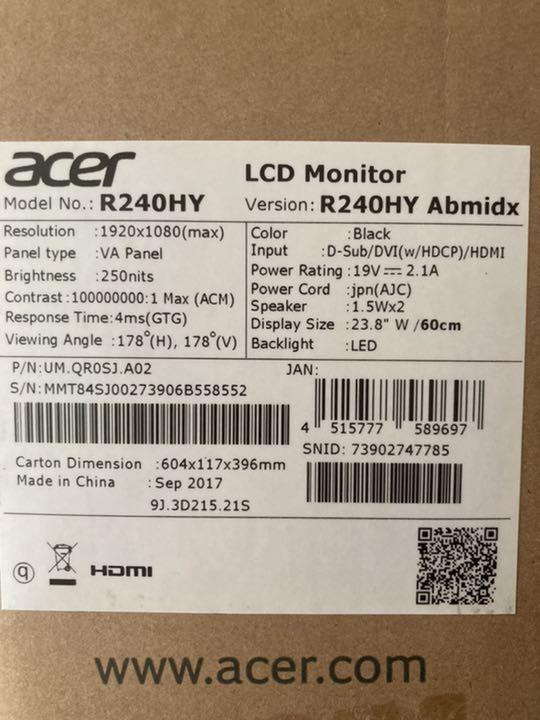 acer
LCD Monitor
Model No.: R240HY
Version: R240HY Abmidx
Resolution :1920x1080(max)
Panel type :VA Panel
Brightness :250nits
Contrast :100000000:1 Max (ACM)
Response Time:4ms(GTG)
Viewing Angle :178°(H), 178°(V)
Color :Black
Input :D-Sub/DVI(w/HDCP)/HDMI
Power Rating :19V⎓ 2.1A
Power Cord :jpn(AJC)
Speaker :1.5Wx2
Display Size :23.8" W /60cm
Backlight :LED
P/N:UM.QR0SJ.A02
S/N:MMT84SJ00273906B558552
JAN:
4 515777 589697
SNID: 73902747785
Carton Dimension :604x117x396mm
Made in China : Sep 2017
9J.3D215.21S
q
HDMI
www.acer.com